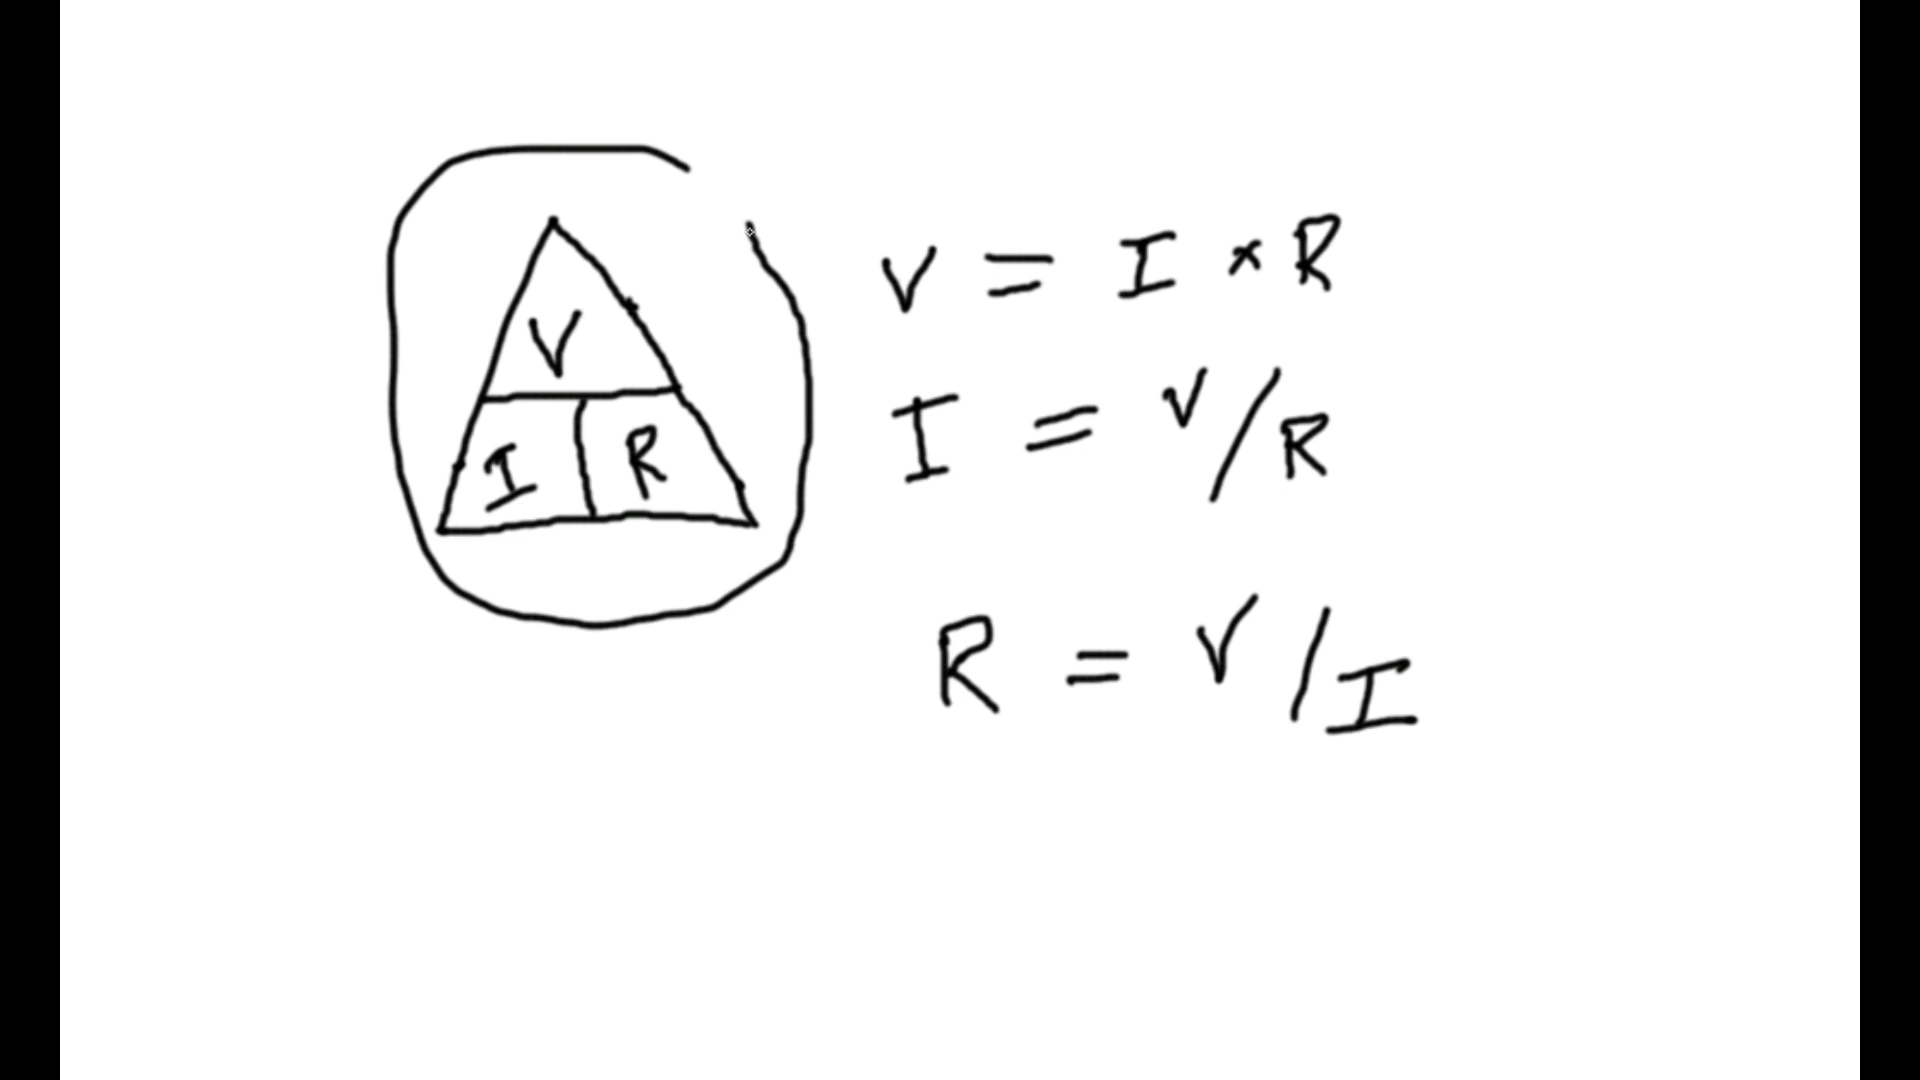 V
I R
V = I × R
I = V/R
R = V/I